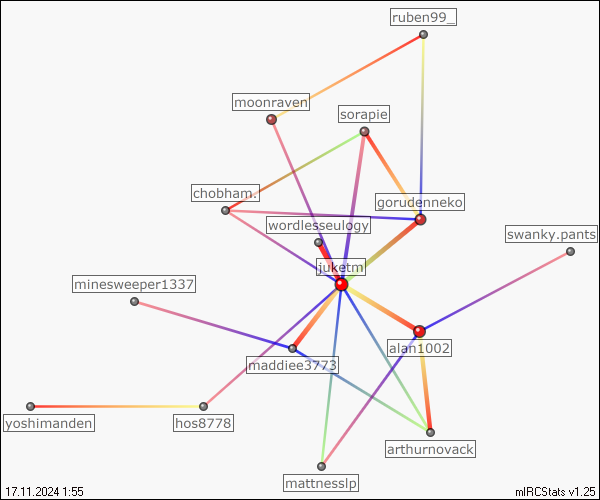 ruben99_
moonraven
sorapie
chobham.
gorudenneko
wordlesseulogy
swanky.pants
juketm
minesweeper1337
alan1002
maddiee3773
yoshimanden
hos8778
arthurnovack
mattnesslp
17.11.2024 1:55
mIRCStats v1.25